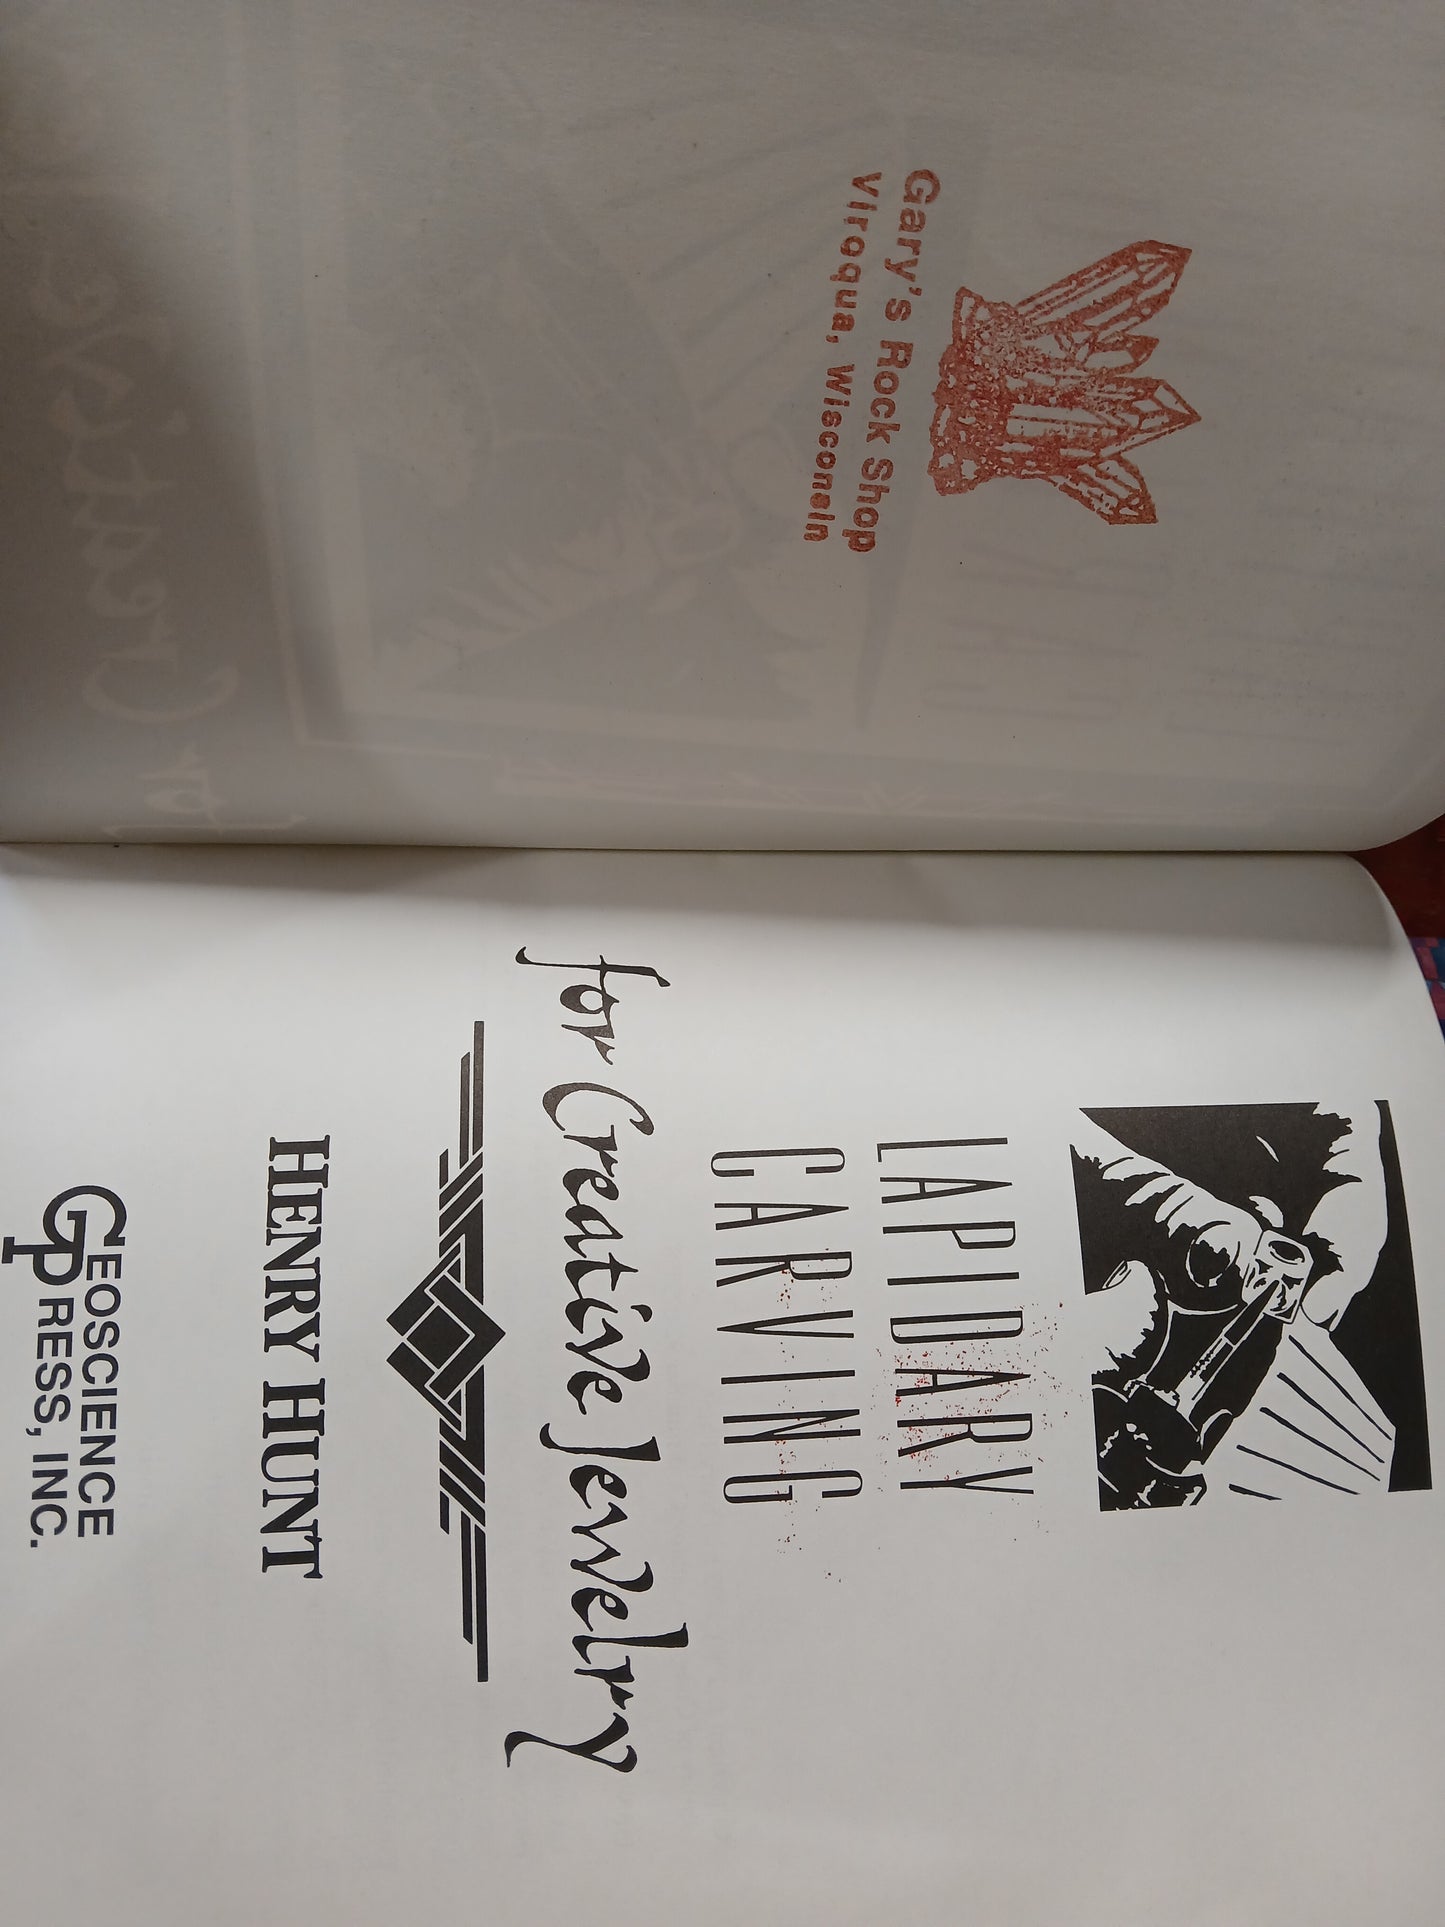 Gary's Rock Shop
Viroqua, Wisconsin
LAPIDARY
CARVING
for Creative Jewelry
HENRY HUNT
GEOSCIENCE
PRESS, INC.